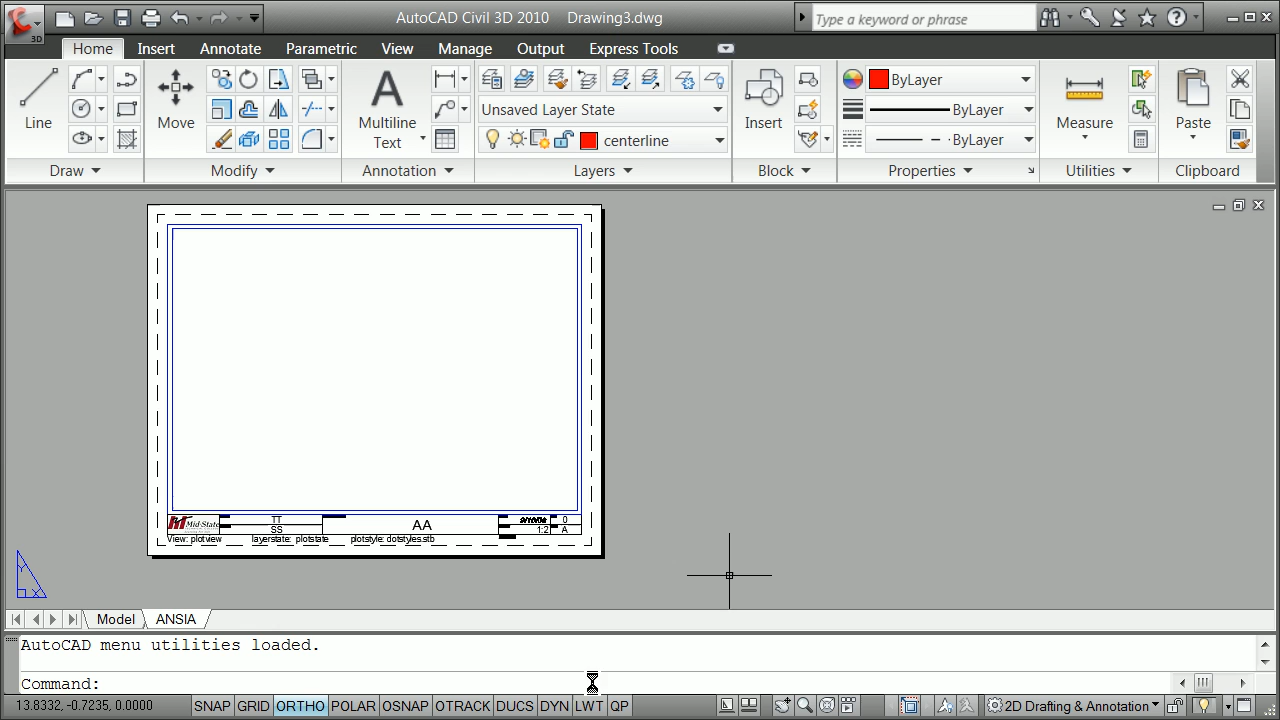 AutoCAD Civil 3D 2010 Drawing3.dwg
Type a keyword or phrase
3D
Home Insert Annotate Parametric View Manage Output Express Tools
Line
Move
A
Multiline
Text
Unsaved Layer State
centerline
Insert
ByLayer
ByLayer
ByLayer
Measure
Paste
Draw Modify Annotation Layers Block Properties Utilities Clipboard
Mid-State
TT
SS
AA
1:2
0
A
View: plotview layerstate: plotstate
Y
X
Model ANSIA
AutoCAD menu utilities loaded.
Command:
13.8332, -0.7235, 0.0000 SNAP GRID ORTHO POLAR OSNAP OTRACK DUCS DYN LWT QP 2D Drafting & Annotation